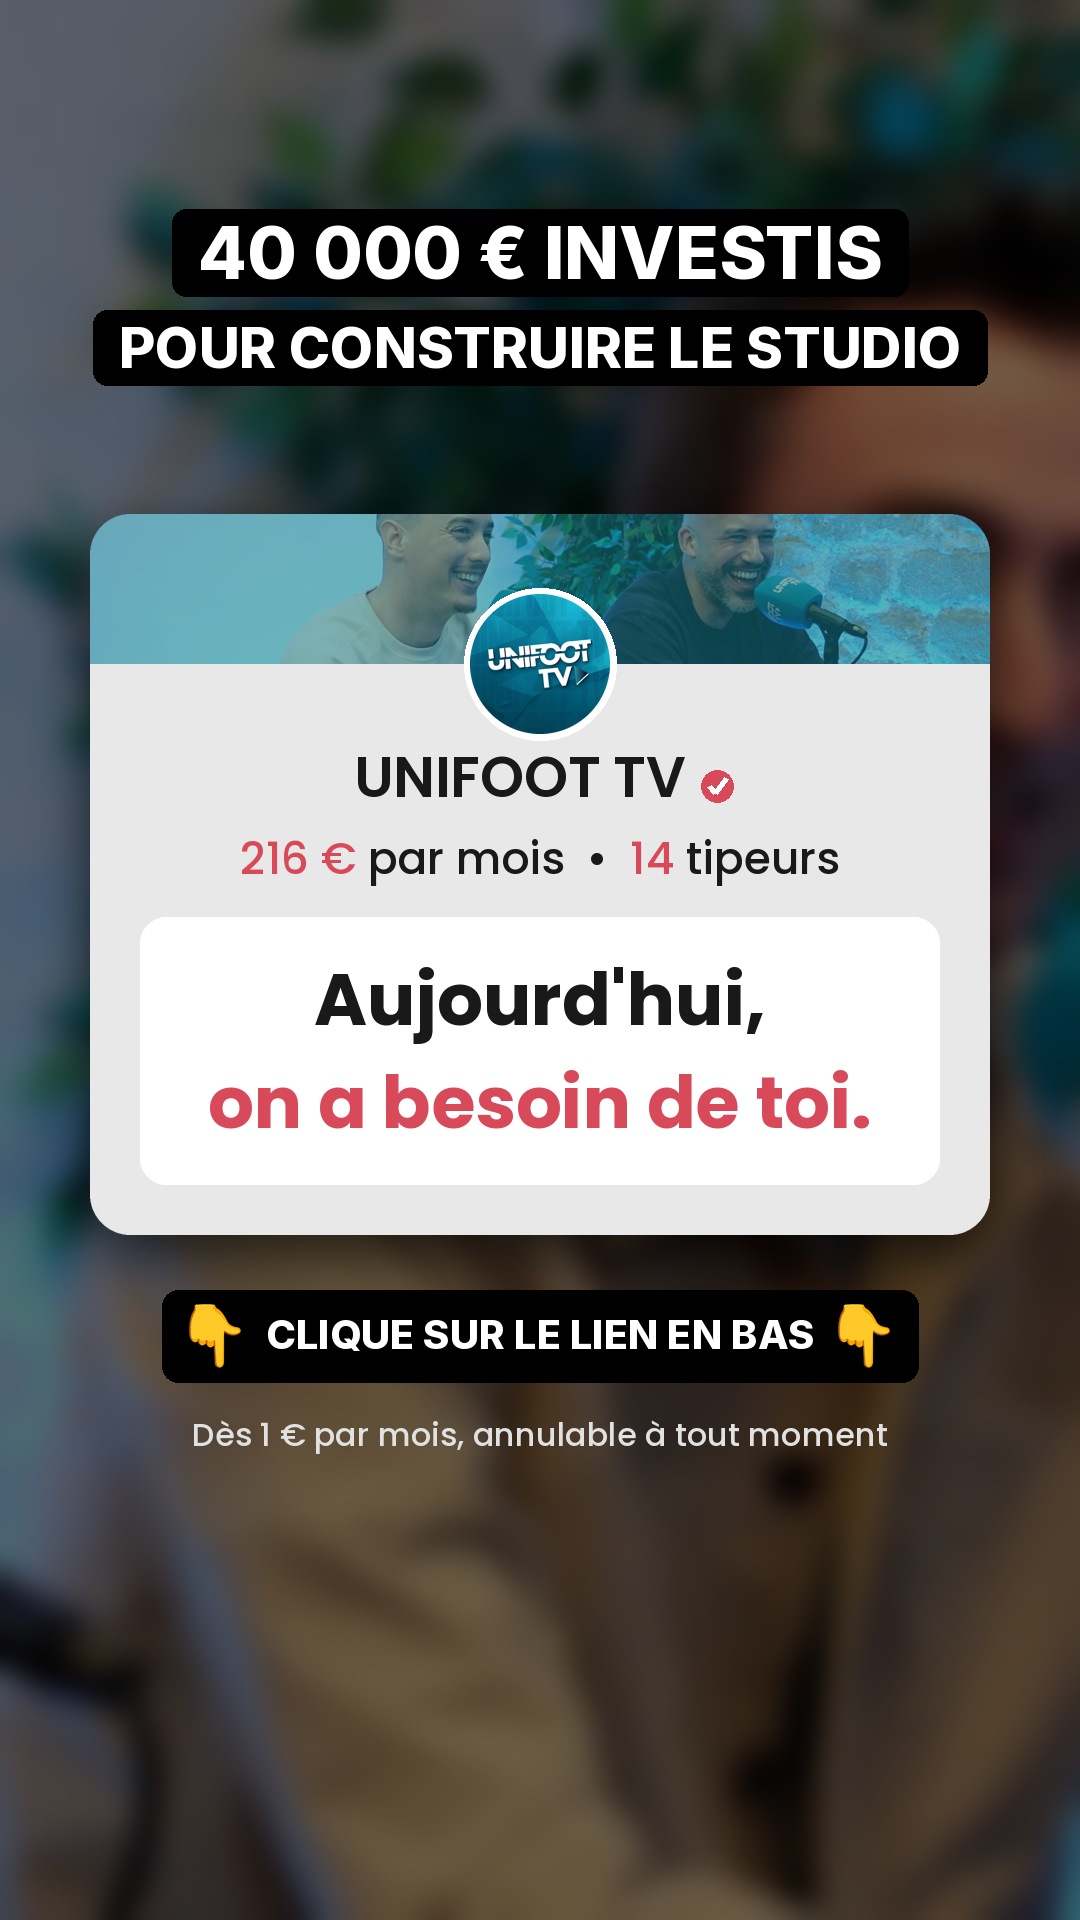 40 000 € INVESTIS
POUR CONSTRUIRE LE STUDIO
UNIFOOT
TV
UNIFOOT TV
216 € par mois • 14 tipeurs
Aujourd'hui,
on a besoin de toi.
👇 CLIQUE SUR LE LIEN EN BAS 👇
Dès 1 € par mois, annulable à tout moment